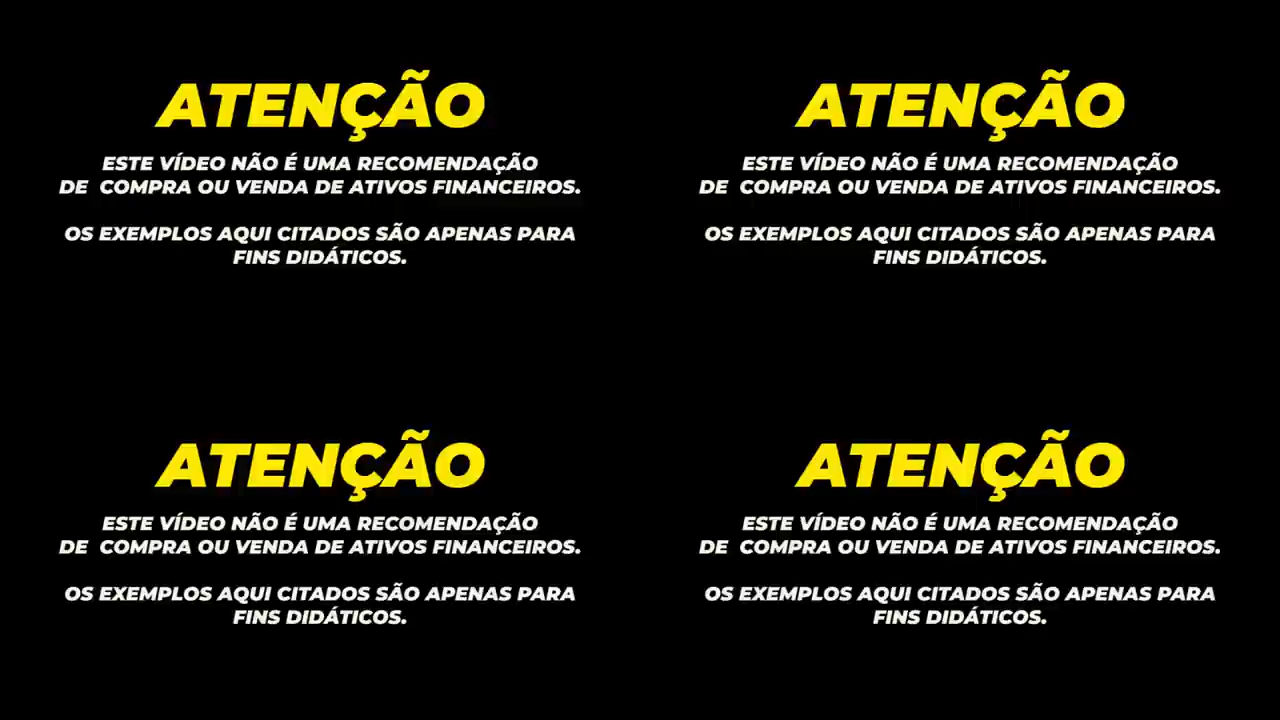 ATENÇÃO
ESTE VÍDEO NÃO É UMA RECOMENDAÇÃO
DE COMPRA OU VENDA DE ATIVOS FINANCEIROS.
OS EXEMPLOS AQUI CITADOS SÃO APENAS PARA
FINS DIDÁTICOS.
ATENÇÃO
ESTE VÍDEO NÃO É UMA RECOMENDAÇÃO
DE COMPRA OU VENDA DE ATIVOS FINANCEIROS.
OS EXEMPLOS AQUI CITADOS SÃO APENAS PARA
FINS DIDÁTICOS.
ATENÇÃO
ESTE VÍDEO NÃO É UMA RECOMENDAÇÃO
DE COMPRA OU VENDA DE ATIVOS FINANCEIROS.
OS EXEMPLOS AQUI CITADOS SÃO APENAS PARA
FINS DIDÁTICOS.
ATENÇÃO
ESTE VÍDEO NÃO É UMA RECOMENDAÇÃO
DE COMPRA OU VENDA DE ATIVOS FINANCEIROS.
OS EXEMPLOS AQUI CITADOS SÃO APENAS PARA
FINS DIDÁTICOS.